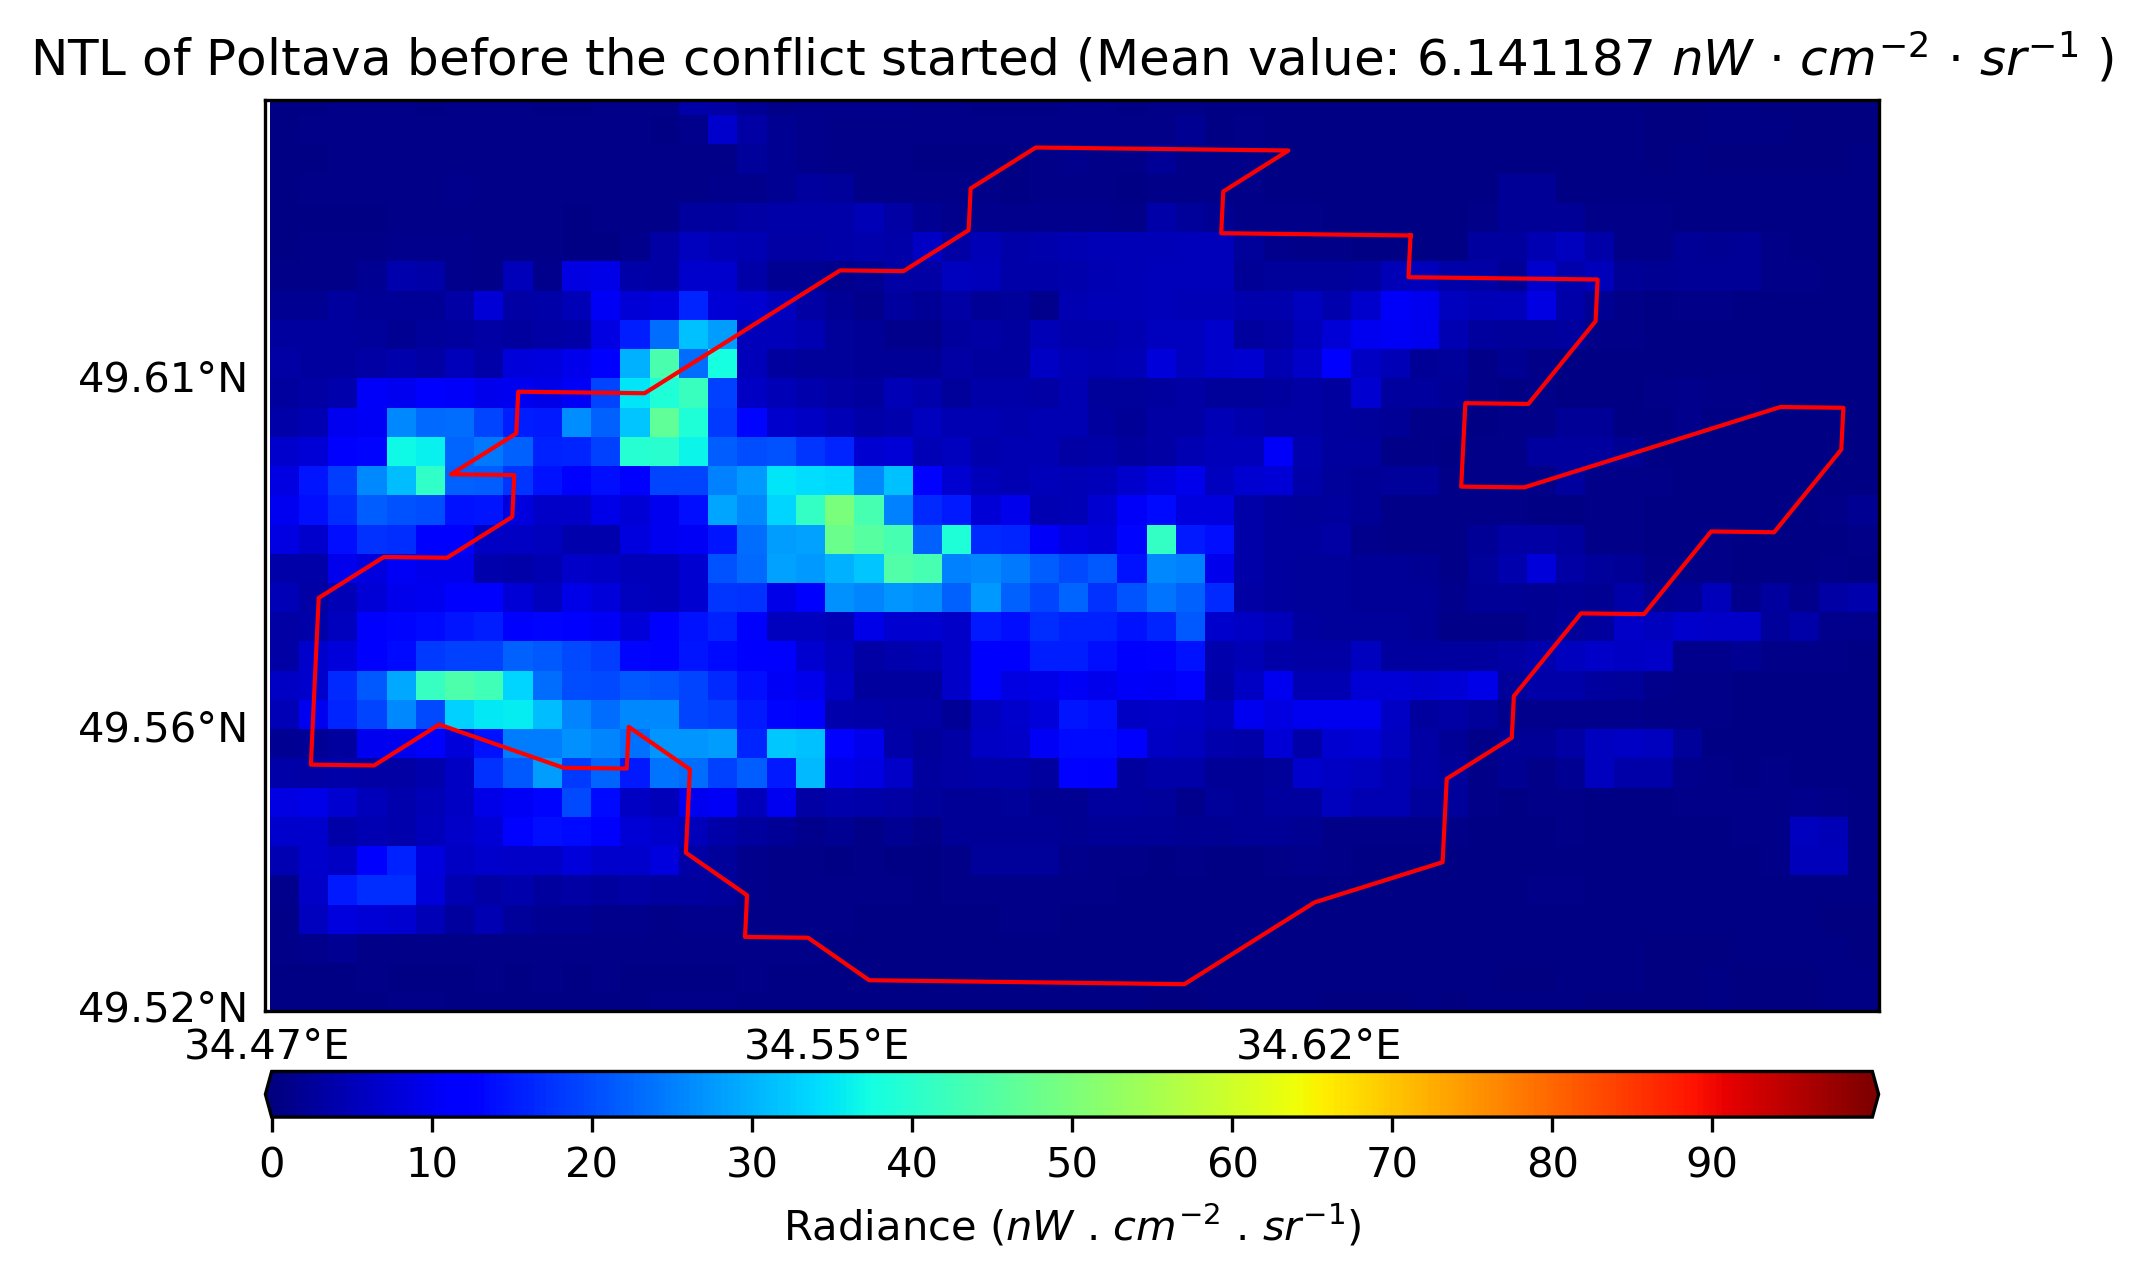 NTL of Poltava before the conflict started (Mean value: 6.141187 nW · cm⁻² · sr⁻¹ )
49.61°N
49.56°N
49.52°N
34.47°E 34.55°E 34.62°E
0 10 20 30 40 50 60 70 80 90
Radiance (nW . cm⁻² . sr⁻¹)